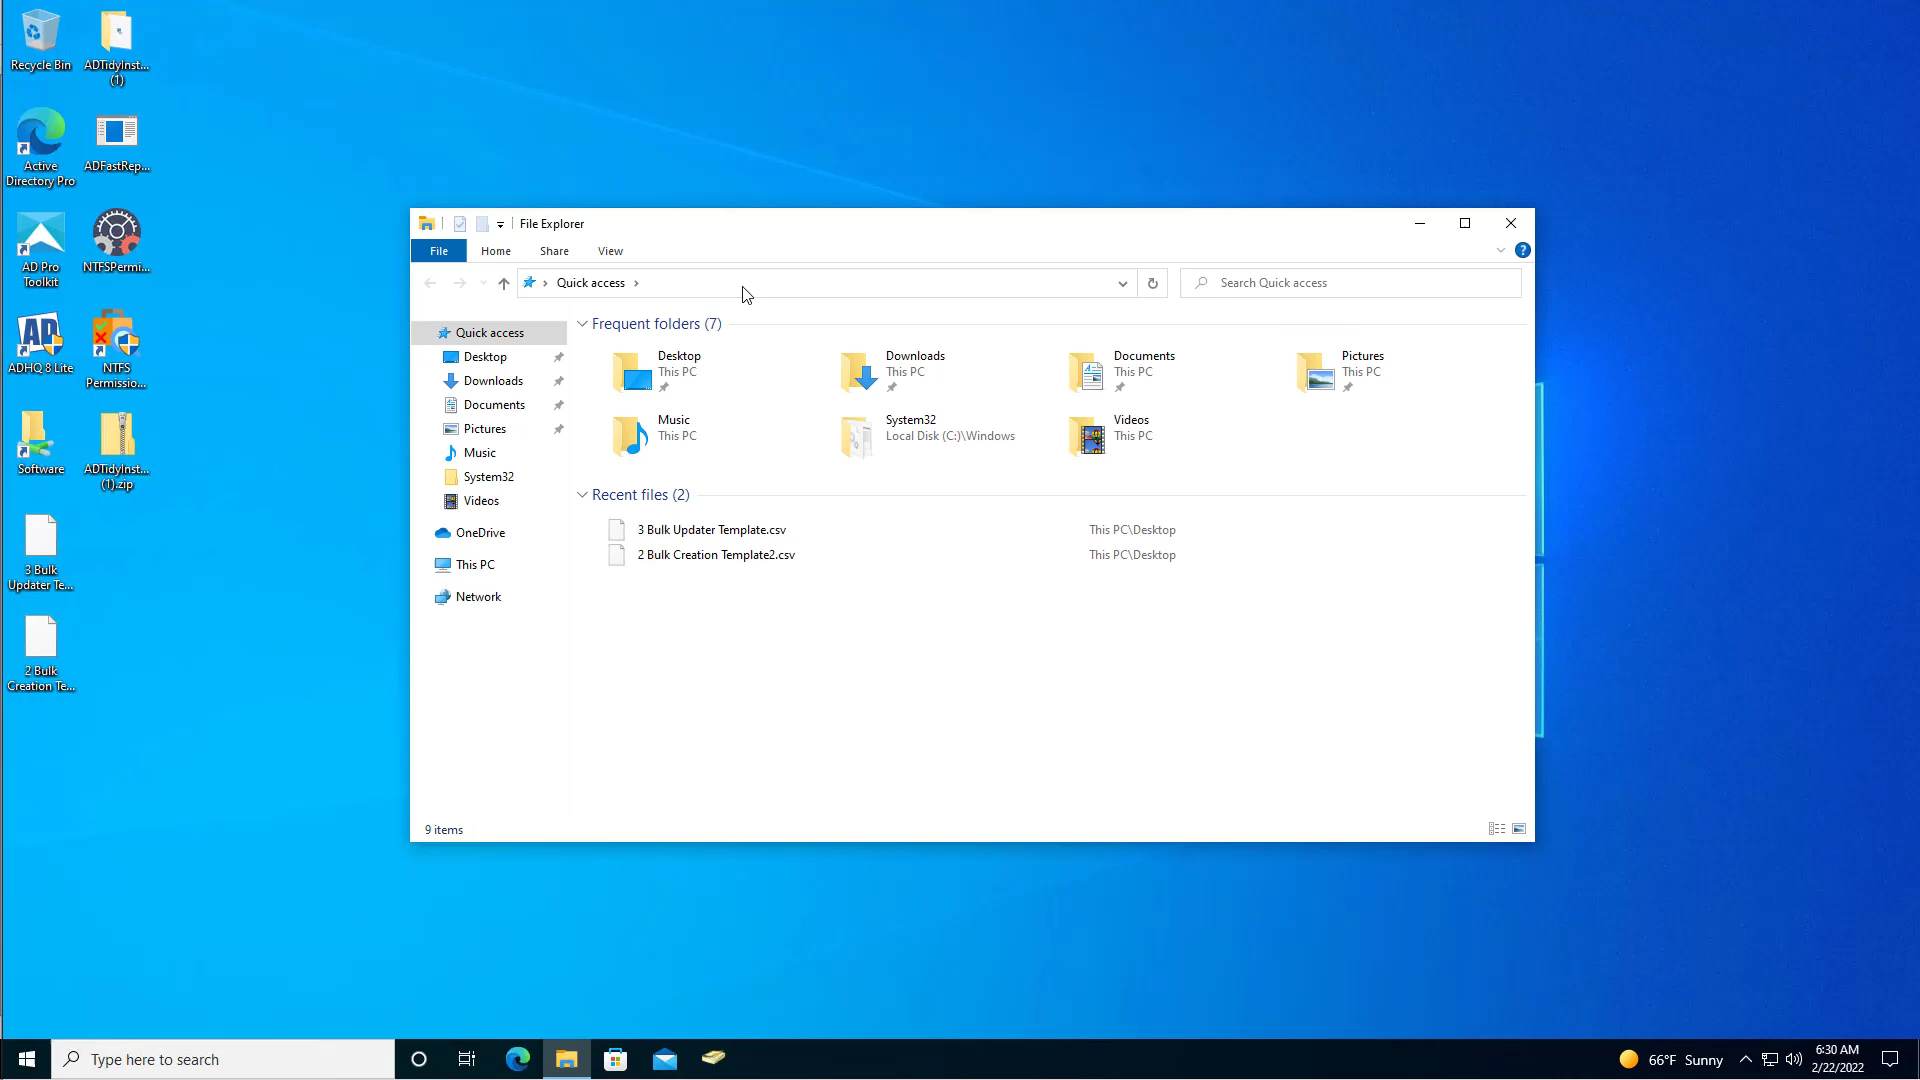 Recycle Bin
ADTidyInst...
(1)
Active
Directory Pro
ADFastRep...
AD Pro
Toolkit
NTFSPermi...
AD
ADHQ 8 Lite
NTFS
Permissio...
Software
ADTidyInst...
(1).zip
3 Bulk
Updater Te...
2 Bulk
Creation Te...
File Explorer
File
Home
Share
View
?
Quick access
Search Quick access
Quick access
Desktop
Downloads
Documents
Pictures
Music
System32
Videos
OneDrive
This PC
Network
Frequent folders (7)
Desktop
This PC
Downloads
This PC
Documents
This PC
Pictures
This PC
Music
This PC
System32
Local Disk (C:)\Windows
Videos
This PC
Recent files (2)
3 Bulk Updater Template.csv
This PC\Desktop
2 Bulk Creation Template2.csv
This PC\Desktop
9 items
Type here to search
66°F Sunny
6:30 AM
2/22/2022